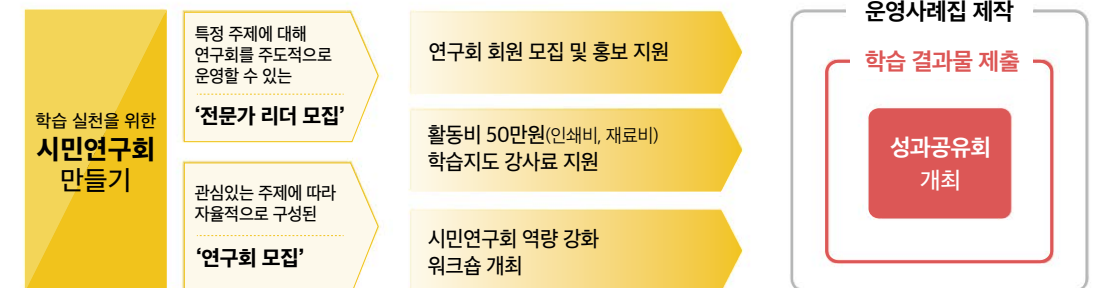 학습 실천을 위한
시민연구회
만들기
특정 주제에 대해
연구회를 주도적으로
운영할 수 있는
‘전문가 리더 모집’
관심있는 주제에 따라
자율적으로 구성된
‘연구회 모집’
연구회 회원 모집 및 홍보 지원
활동비 50만원(인쇄비, 재료비)
학습지도 강사료 지원
시민연구회 역량 강화
워크숍 개최
운영사례집 제작
학습 결과물 제출
성과공유회
개최